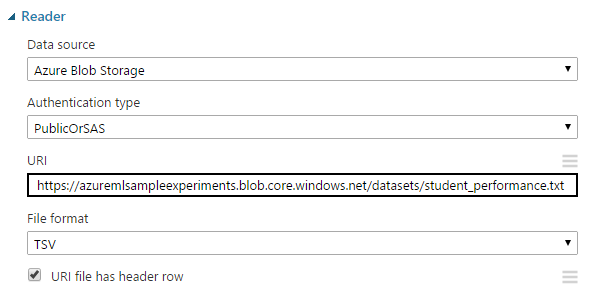 Reader
Data source
Azure Blob Storage
Authentication type
PublicOrSAS
URI
https://azuremlsampleexperiments.blob.core.windows.net/datasets/student_performance.txt
File format
TSV
URI file has header row